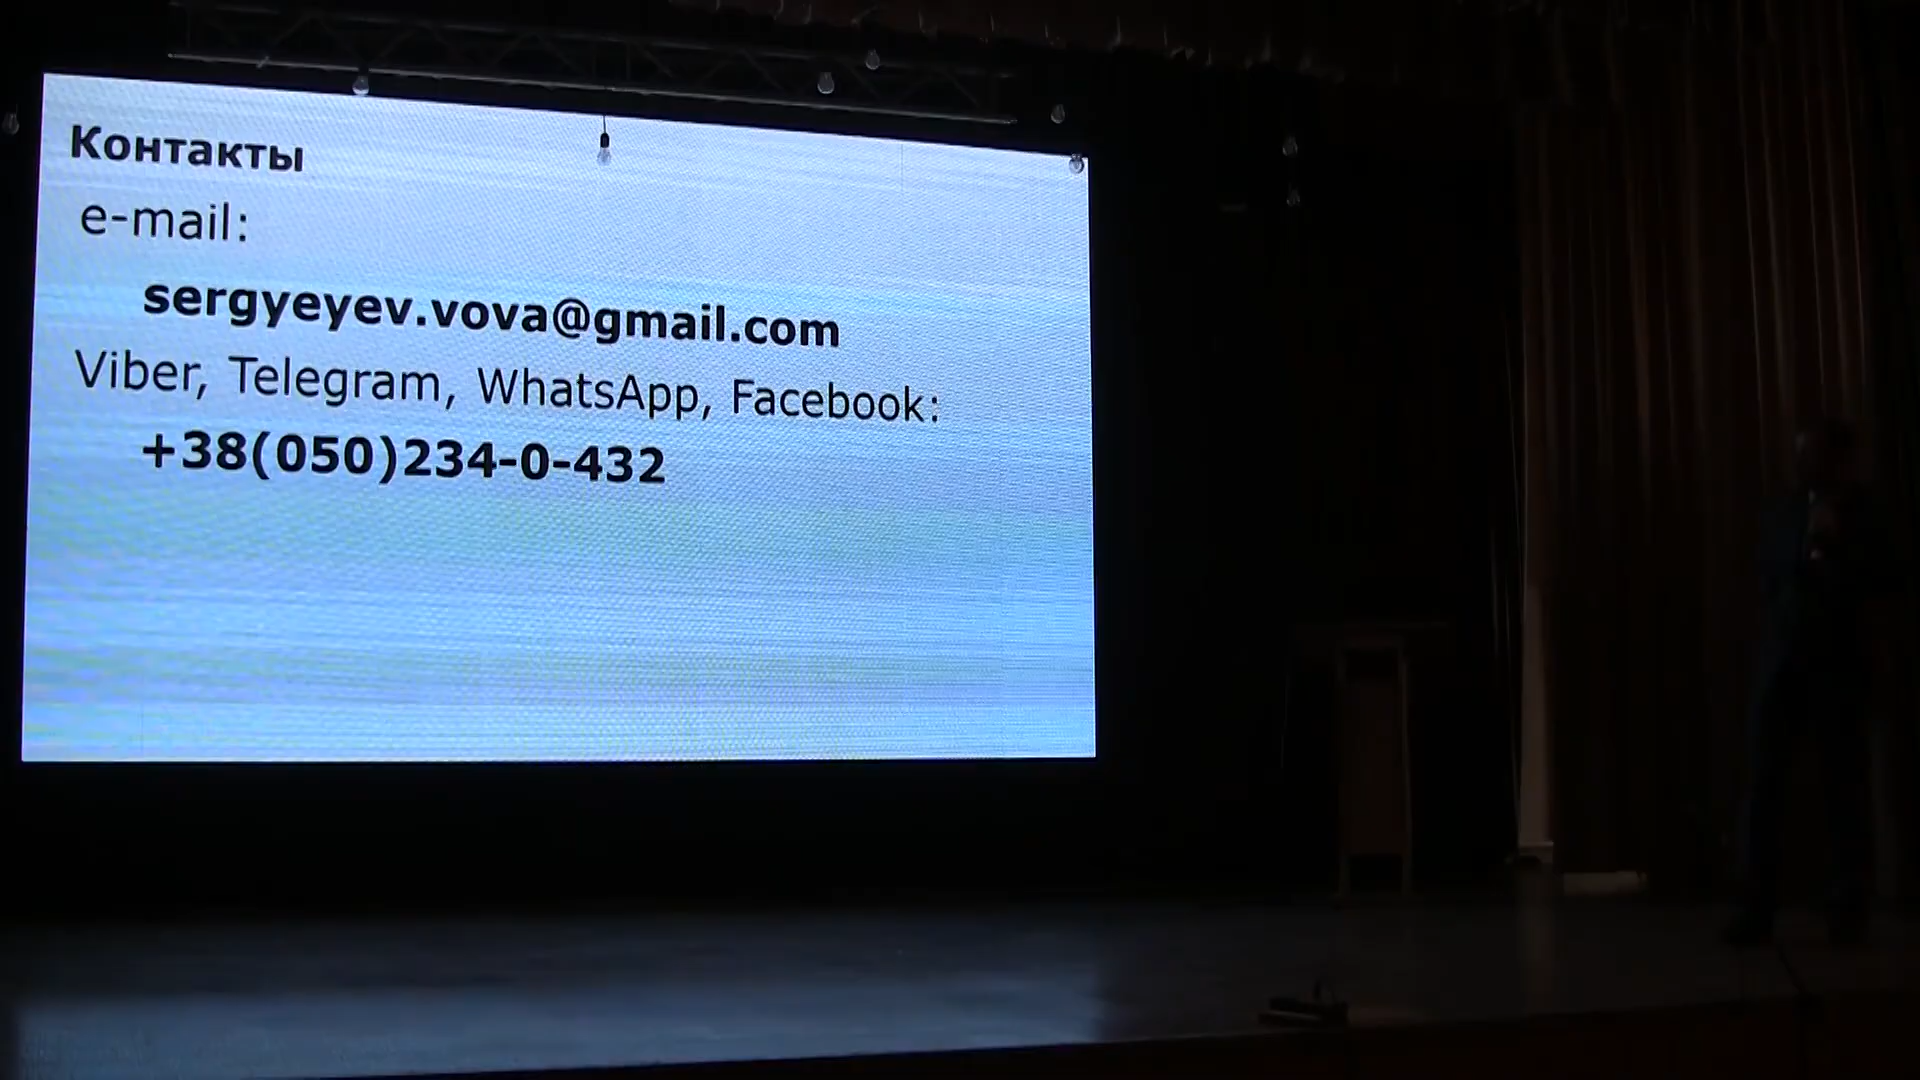 Контакты
e-mail:
sergyeyev.vova@gmail.com
Viber, Telegram, WhatsApp, Facebook:
+38(050)234-0-432